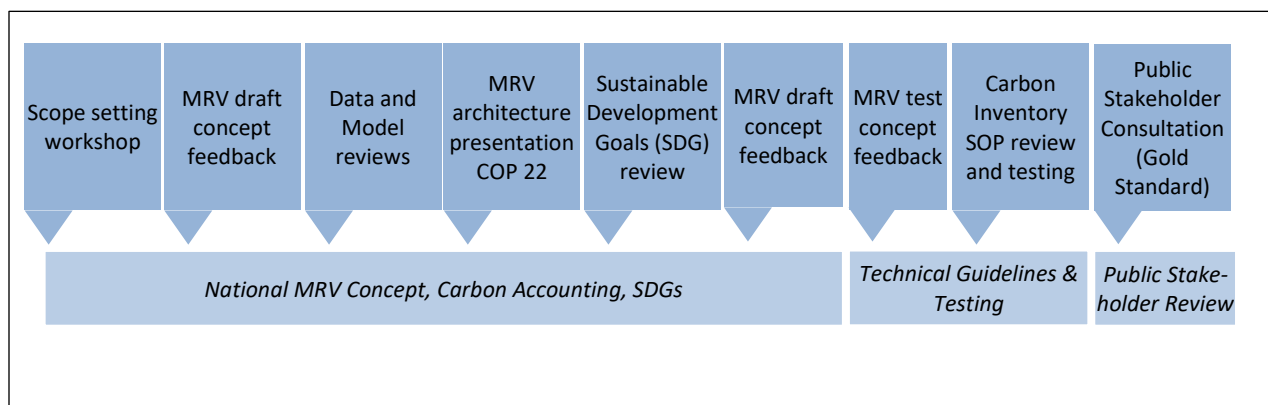 Scope setting
workshop
MRV draft
concept
feedback
Data and
Model
reviews
MRV
architecture
presentation
COP 22
Sustainable
Development
Goals (SDG)
review
MRV draft
concept
feedback
MRV test
concept
feedback
Carbon
Inventory
SOP review
and testing
Public
Stakeholder
Consultation
(Gold
Standard)
National MRV Concept, Carbon Accounting, SDGs
Technical Guidelines &
Testing
Public Stake-
holder Review